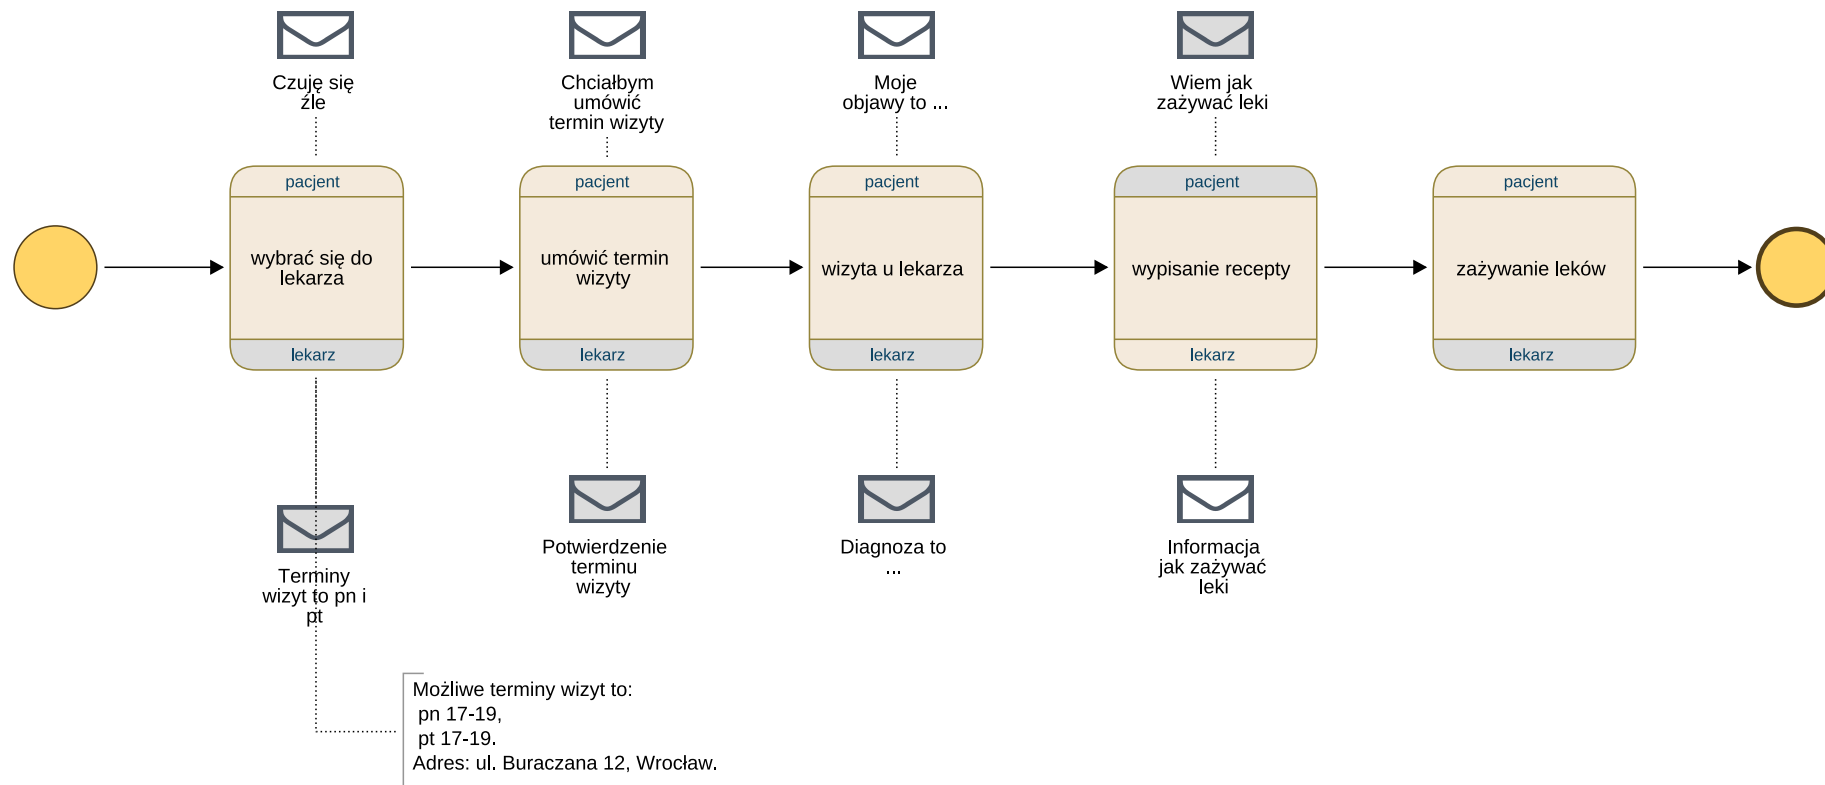 Czuję się
źle
Chciałbym
umówić
termin wizyty
Moje
objawy to ...
Wiem jak
zażywać leki
pacjent
wybrać się do
lekarza
lekarz
pacjent
umówić termin
wizyty
lekarz
pacjent
wizyta u lekarza
lekarz
pacjent
wypisanie recepty
lekarz
pacjent
zażywanie leków
lekarz
Terminy
wizyt to pn i
pt
Potwierdzenie
terminu
wizyty
Diagnoza to
...
Informacja
jak zażywać
leki
Możliwe terminy wizyt to:
pn 17-19,
pt 17-19.
Adres: ul. Buraczana 12, Wrocław.